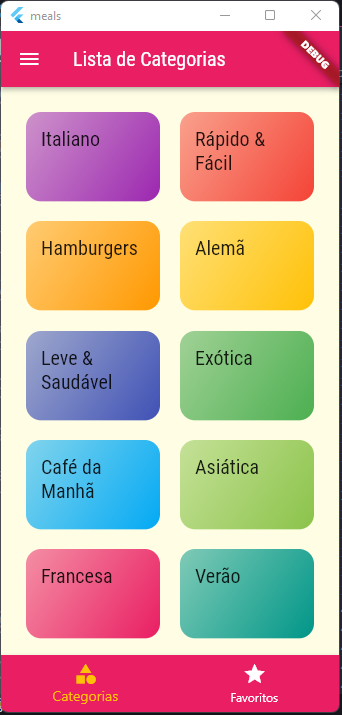 meals
Lista de Categorias
DEBUG
Italiano
Rápido &
Fácil
Hamburgers
Alemã
Leve &
Saudável
Exótica
Café da
Manhã
Asiática
Francesa
Verão
Categorias
Favoritos